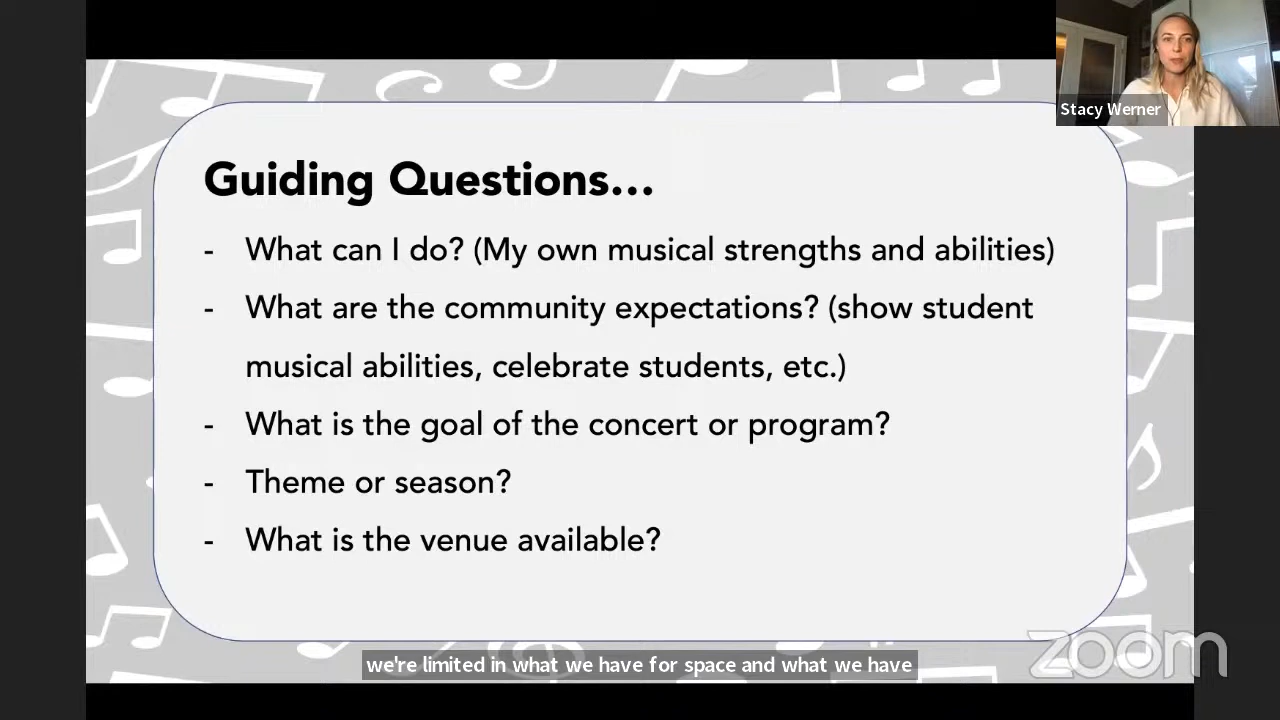 Stacy Werner
Guiding Questions...
- What can I do? (My own musical strengths and abilities)
- What are the community expectations? (show student
musical abilities, celebrate students, etc.)
- What is the goal of the concert or program?
- Theme or season?
- What is the venue available?
we're limited in what we have for space and what we have
zoom